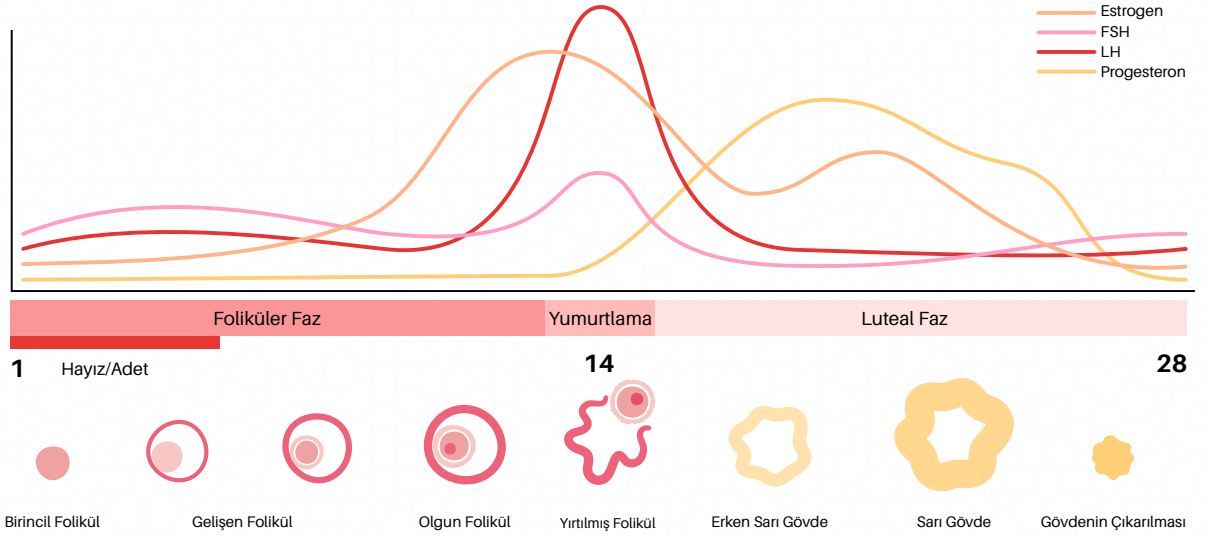 Estrogen
FSH
LH
Progesteron
Foliküler Faz
Yumurtlama
Luteal Faz
1
Hayız/Adet
14
28
Birincil Folikül
Gelişen Folikül
Olgun Folikül
Yırtılmış Folikül
Erken Sarı Gövde
Sarı Gövde
Gövdenin Çıkarılması